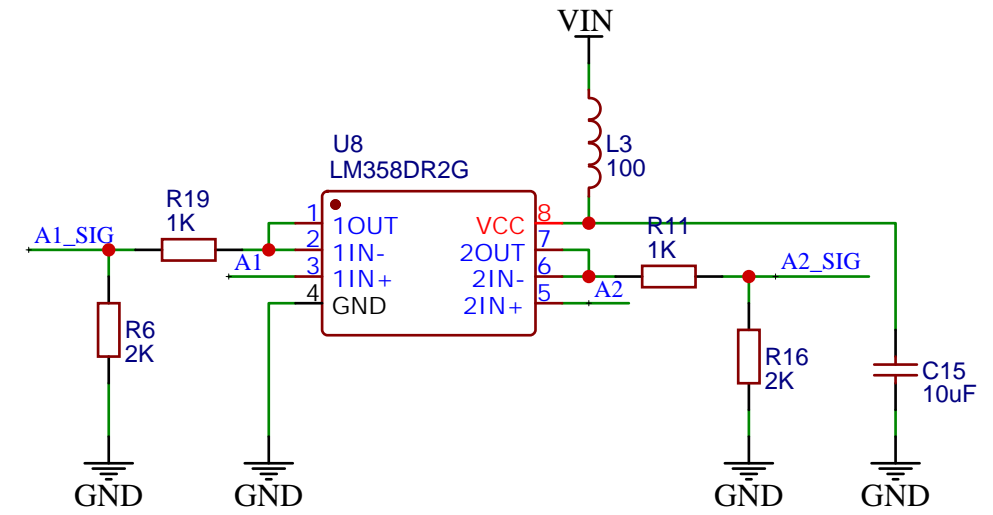 VIN
L3
100
U8
LM358DR2G
R19
1K
A1_SIG
A1
1
2
3
4
1OUT
1IN-
1IN+
GND
VCC
2OUT
2IN-
2IN+
8
7
6
5
R11
1K
A2_SIG
A2
R6
2K
R16
2K
C15
10uF
GND
GND
GND
GND